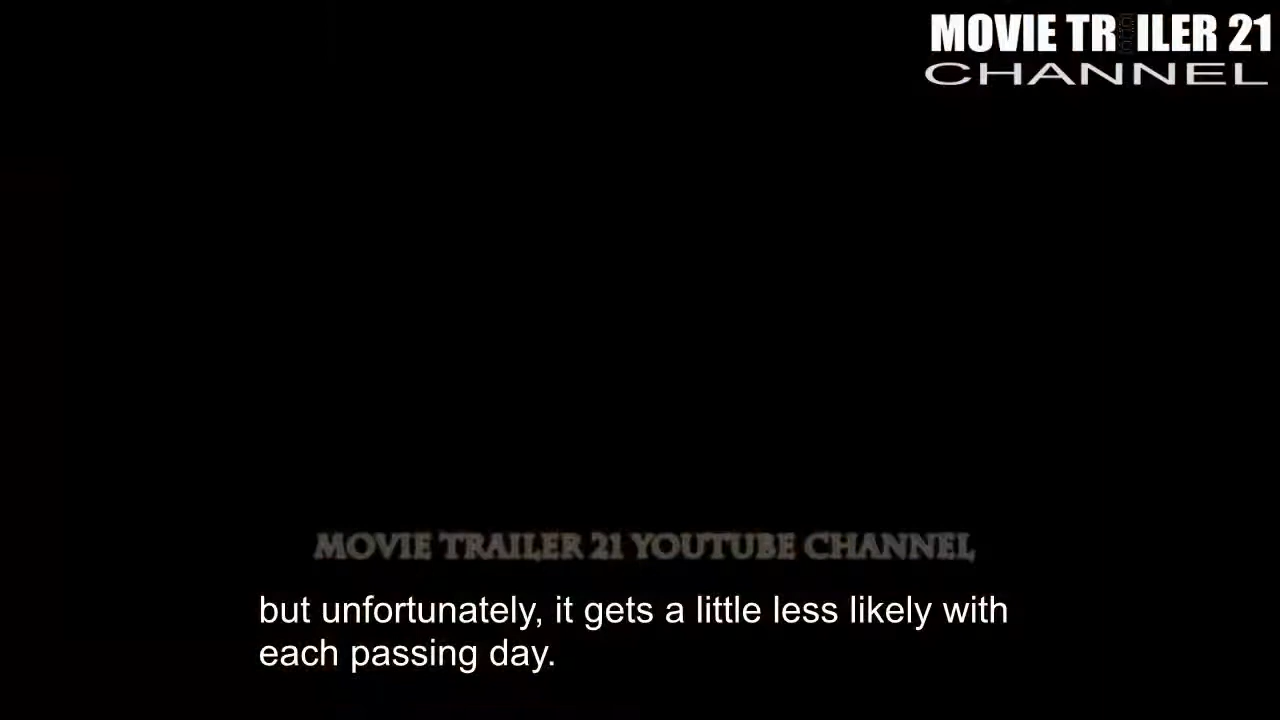 MOVIE TRAILER 21
CHANNEL
MOVIE TRAILER 21 YOUTUBE CHANNEL
but unfortunately, it gets a little less likely with
each passing day.